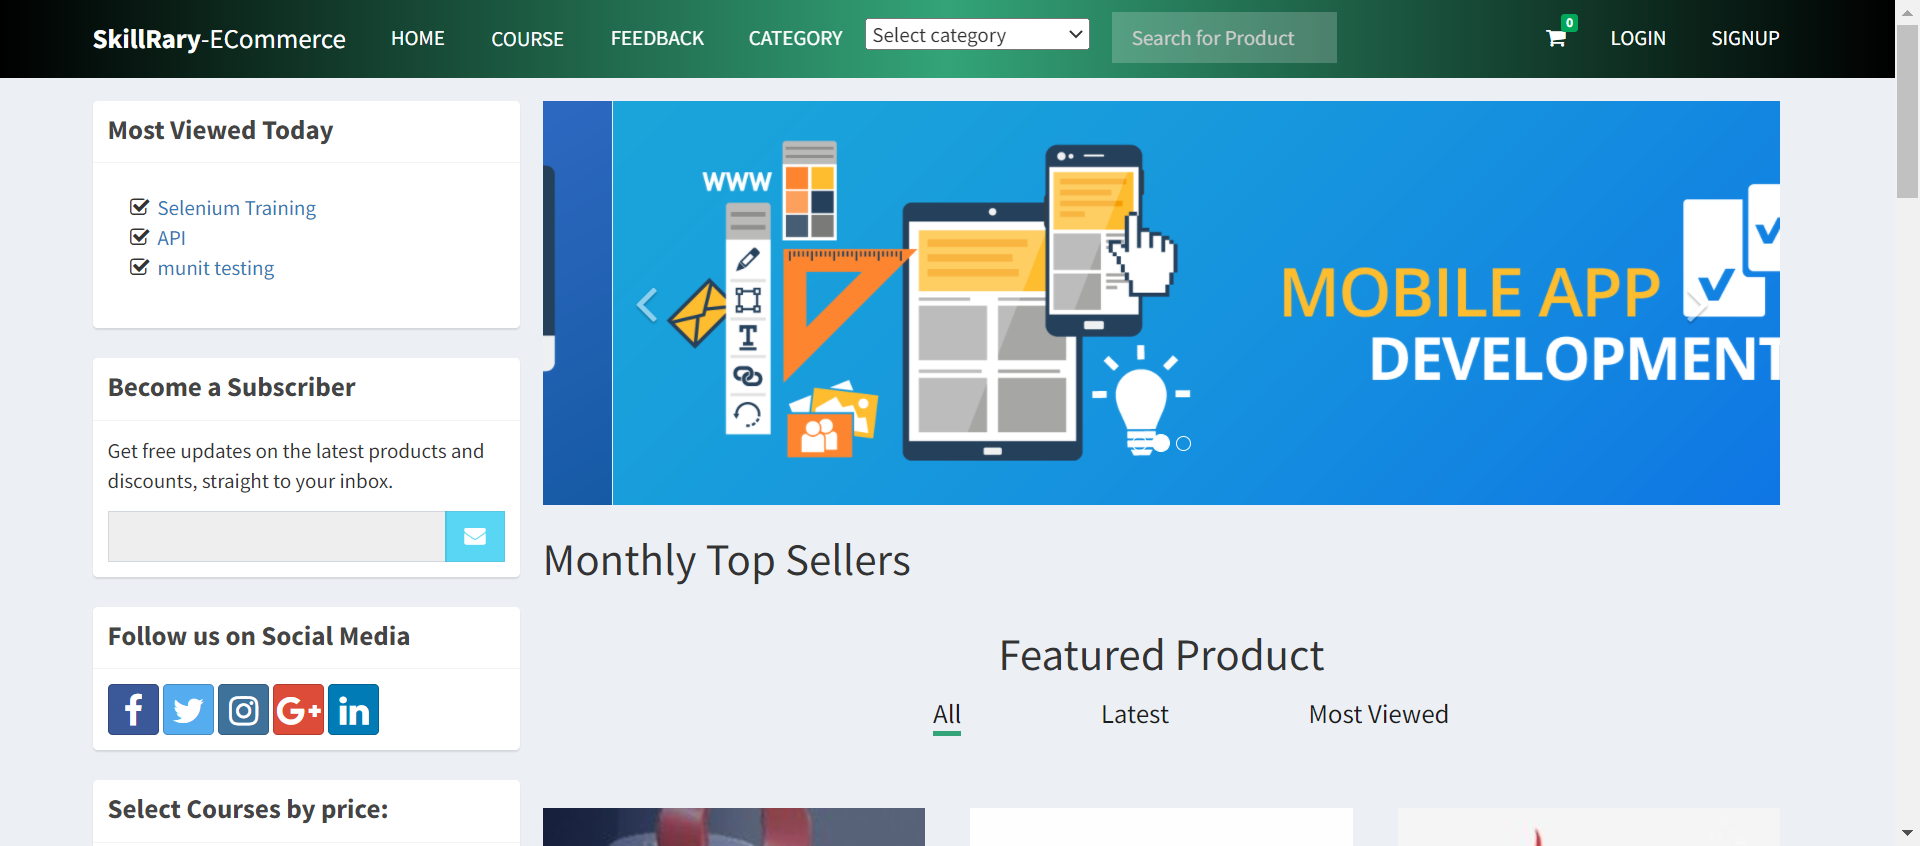 SkillRary-ECommerce HOME COURSE FEEDBACK CATEGORY Select category Search for Product 0 LOGIN SIGNUP
Most Viewed Today
Selenium Training
API
munit testing
Become a Subscriber
Get free updates on the latest products and
discounts, straight to your inbox.
Follow us on Social Media
f G+ in
Select Courses by price:
WWW
T
MOBILE APP
DEVELOPMENT
Monthly Top Sellers
Featured Product
All Latest Most Viewed